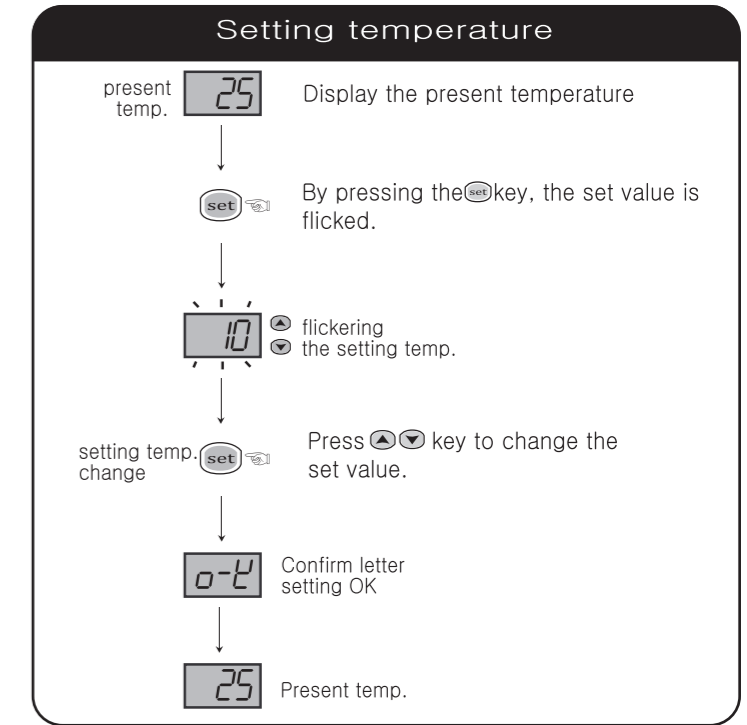 Setting temperature
present
temp.
25
Display the present temperature
set
By pressing the set key, the set value is
flicked.
10
flickering
the setting temp.
setting temp.
change
set
Press key to change the
set value.
o-k
Confirm letter
setting OK
25
Present temp.